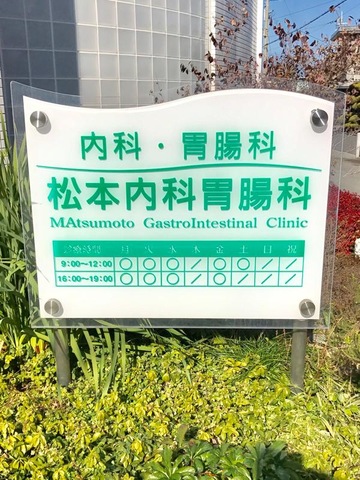 内科・胃腸科
松本内科胃腸科
MAtsumoto GastroIntestinal Clinic
診療時間 月 火 水 木 金 土 日 祝
9:00〜12:00 ○ ○ ○ ／ ○ ○ ／ ／
16:00〜19:00 ○ ○ ○ ／ ○ ／ ／ ／